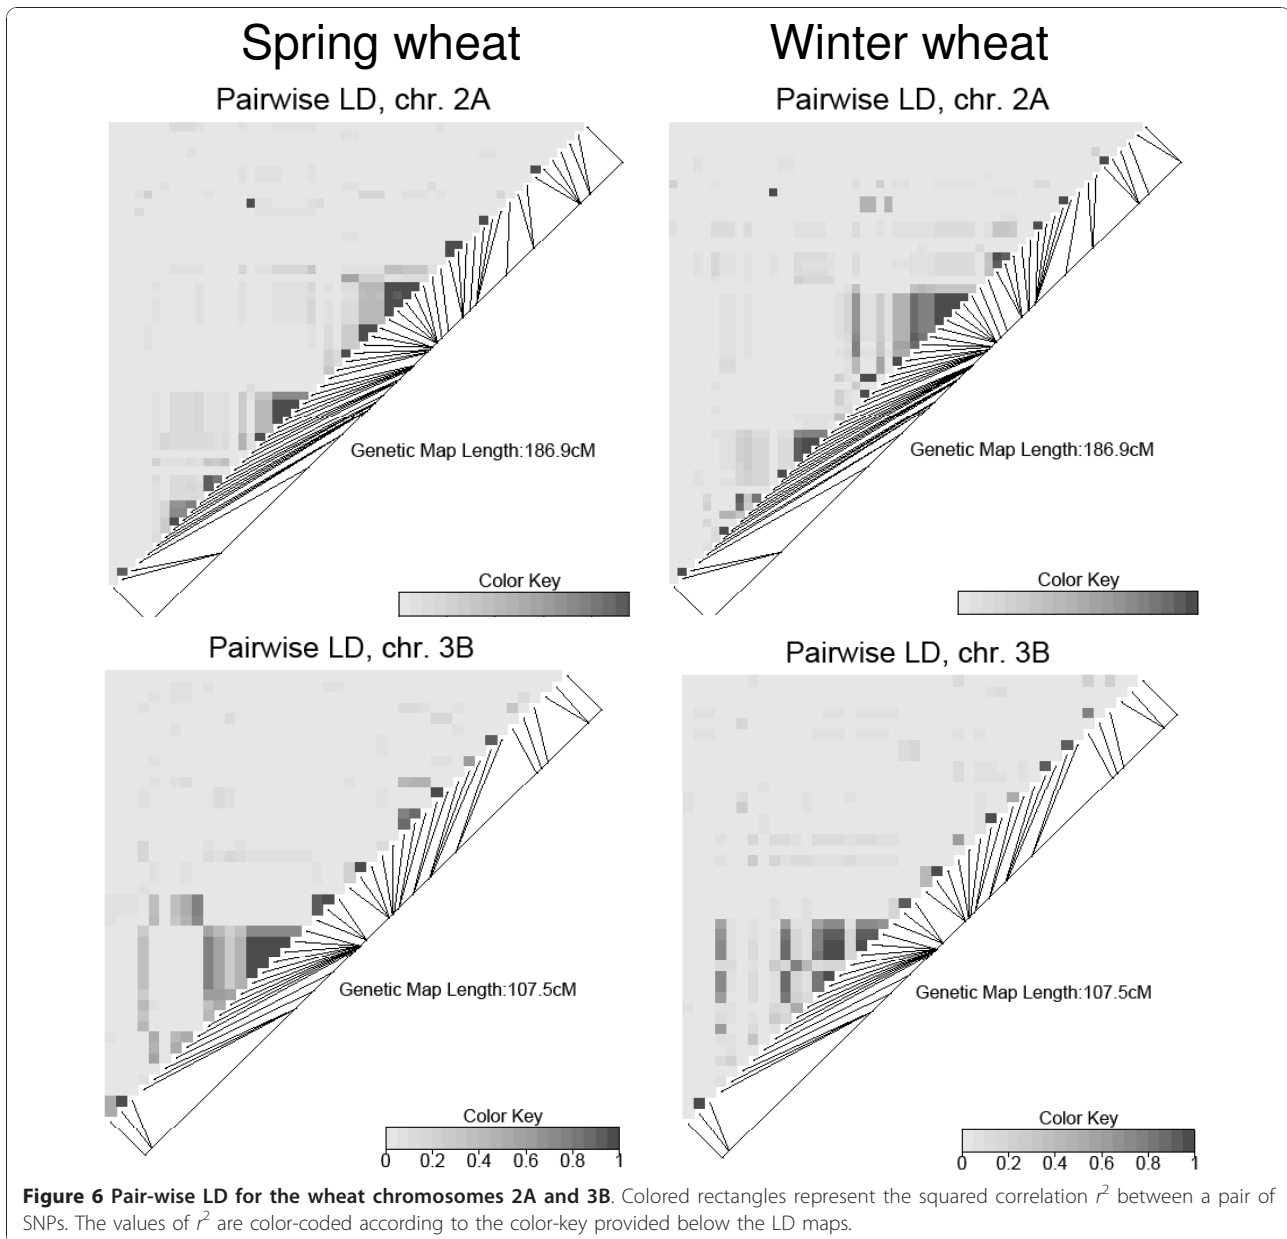 Spring wheat
Winter wheat
Pairwise LD, chr. 2A
Pairwise LD, chr. 2A
Genetic Map Length:186.9cM
Genetic Map Length:186.9cM
Color Key
Color Key
Pairwise LD, chr. 3B
Pairwise LD, chr. 3B
Genetic Map Length:107.5cM
Genetic Map Length:107.5cM
Color Key
0 0.2 0.4 0.6 0.8 1
Color Key
0 0.2 0.4 0.6 0.8 1
Figure 6 Pair-wise LD for the wheat chromosomes 2A and 3B. Colored rectangles represent the squared correlation r² between a pair of
SNPs. The values of r² are color-coded according to the color-key provided below the LD maps.